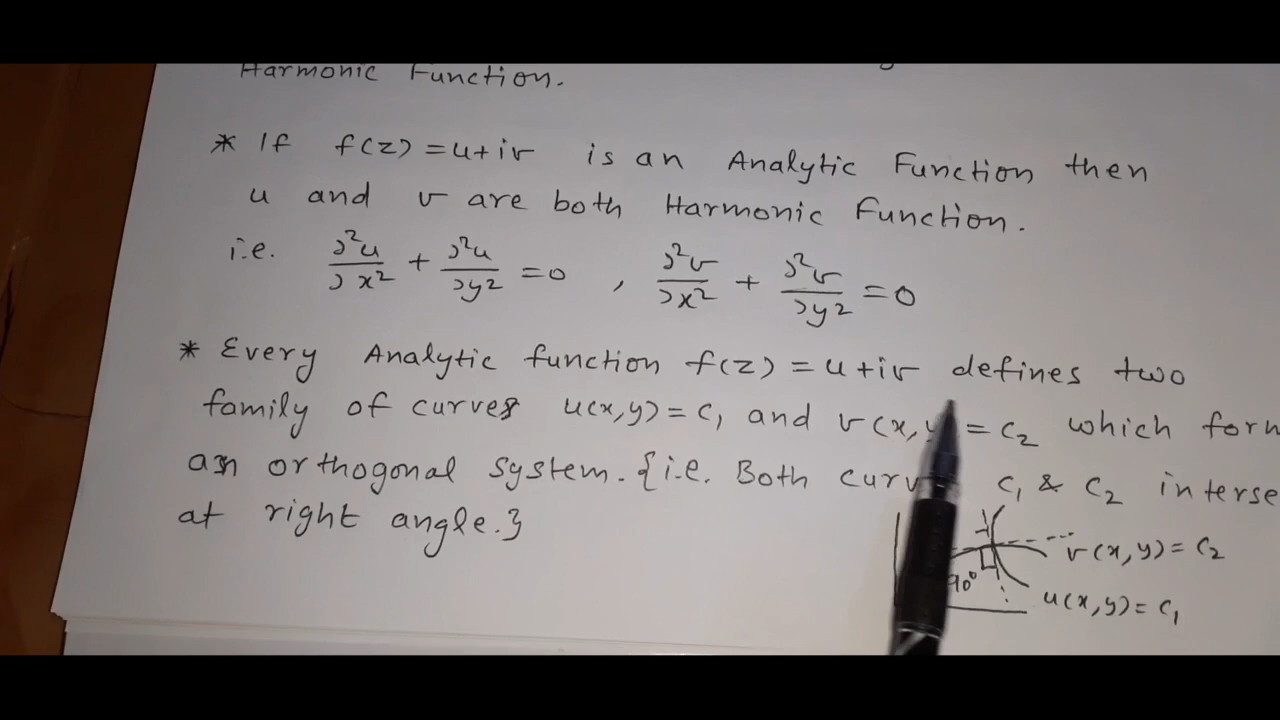 Harmonic Function.
* If f(z) = u+iv is an Analytic Function then
u and v are both Harmonic Function.
i.e. ∂²u/∂x² + ∂²u/∂y² = 0 , ∂²v/∂x² + ∂²v/∂y² = 0
* Every Analytic function f(z) = u+iv defines two
family of curves u(x,y) = c₁ and v(x,y) = c₂ which form
an orthogonal system. {i.e. Both curv c₁ & c₂ interse
at right angle.}
v(x,y) = c₂
90°
u(x,y) = c₁